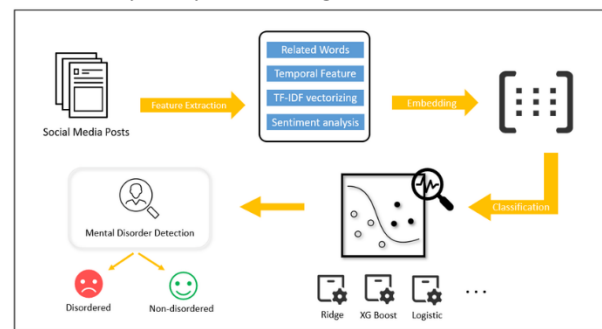 Related Words
Temporal Feature
TF-IDF vectorizing
Sentiment analysis
Feature Extraction
Embedding
Social Media Posts
Classification
Mental Disorder Detection
Disordered
Non-disordered
Ridge
XG Boost
Logistic
...